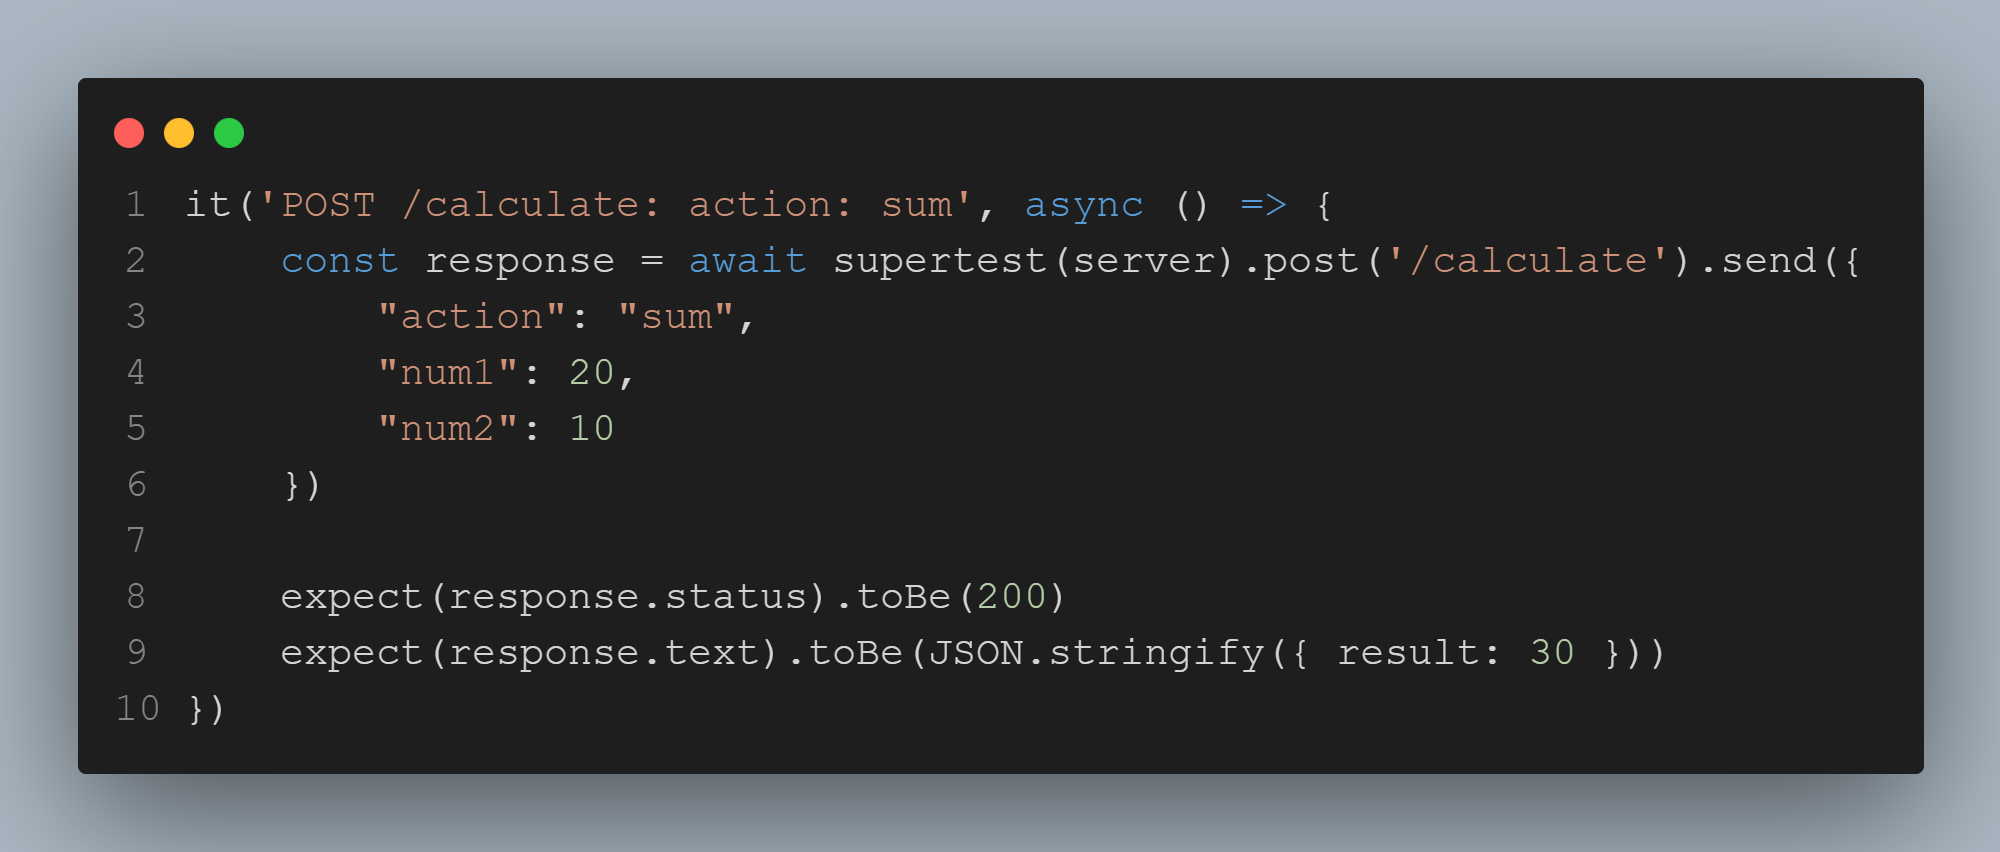 1 it('POST /calculate: action: sum', async () => {
2     const response = await supertest(server).post('/calculate').send({
3         "action": "sum",
4         "num1": 20,
5         "num2": 10
6     })
7
8     expect(response.status).toBe(200)
9     expect(response.text).toBe(JSON.stringify({ result: 30 }))
10 })